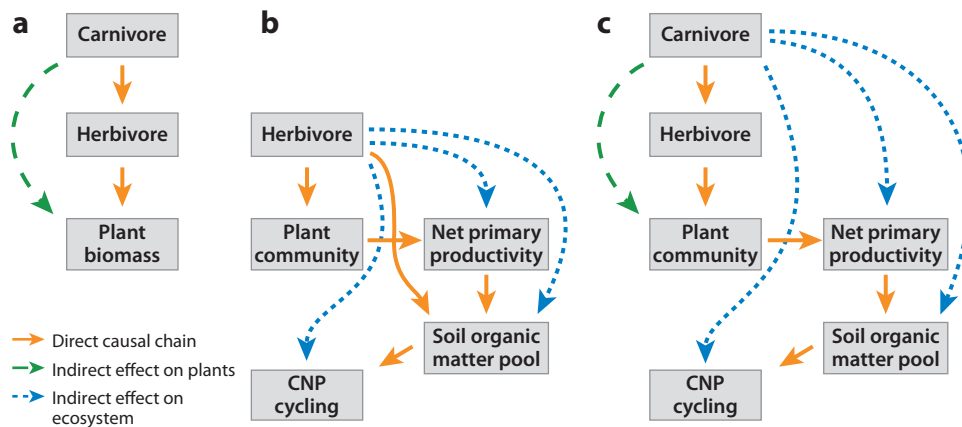 a
Carnivore
Herbivore
Plant
biomass
Direct causal chain
Indirect effect on plants
Indirect effect on
ecosystem
b
Herbivore
Plant
community
Net primary
productivity
Soil organic
matter pool
CNP
cycling
c
Carnivore
Herbivore
Plant
community
Net primary
productivity
Soil organic
matter pool
CNP
cycling